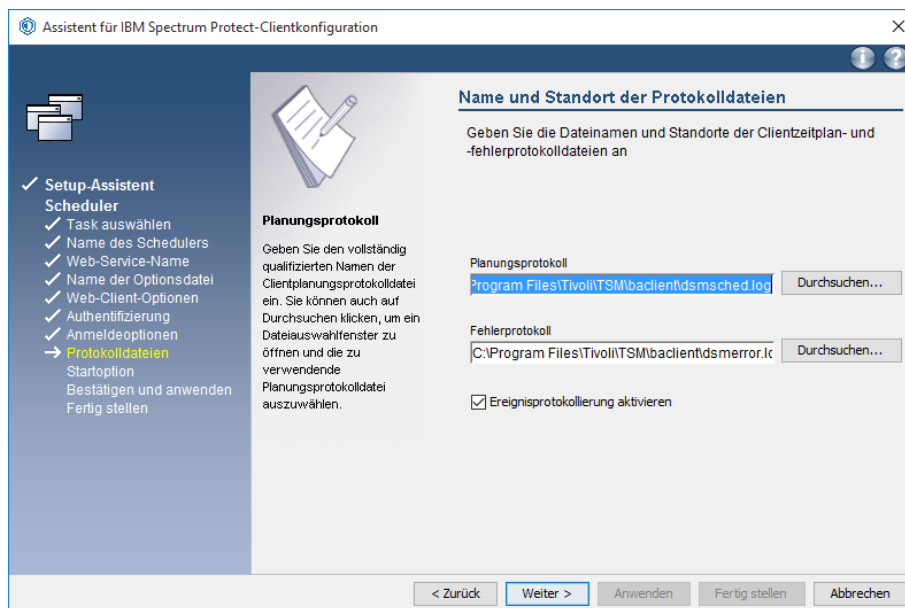 Assistent für IBM Spectrum Protect-Clientkonfiguration
Setup-Assistent
Scheduler
Task auswählen
Name des Schedulers
Web-Service-Name
Name der Optionsdatei
Web-Client-Optionen
Authentifizierung
Anmeldeoptionen
Protokolldateien
Startoption
Bestätigen und anwenden
Fertig stellen
Planungsprotokoll
Geben Sie den vollständig
qualifizierten Namen der
Clientplanungsprotokolldatei
ein. Sie können auch auf
Durchsuchen klicken, um ein
Dateiauswahlfenster zu
öffnen und die zu
verwendende
Planungsprotokolldatei
auszuwählen.
Name und Standort der Protokolldateien
Geben Sie die Dateinamen und Standorte der Clientzeitplan- und
-fehlerprotokolldateien an
Planungsprotokoll
Program Files\Tivoli\TSM\baclient\dsmsched.log
Durchsuchen...
Fehlerprotokoll
C:\Program Files\Tivoli\TSM\baclient\dsmerror.lo
Durchsuchen...
Ereignisprotokollierung aktivieren
< Zurück
Weiter >
Anwenden
Fertig stellen
Abbrechen